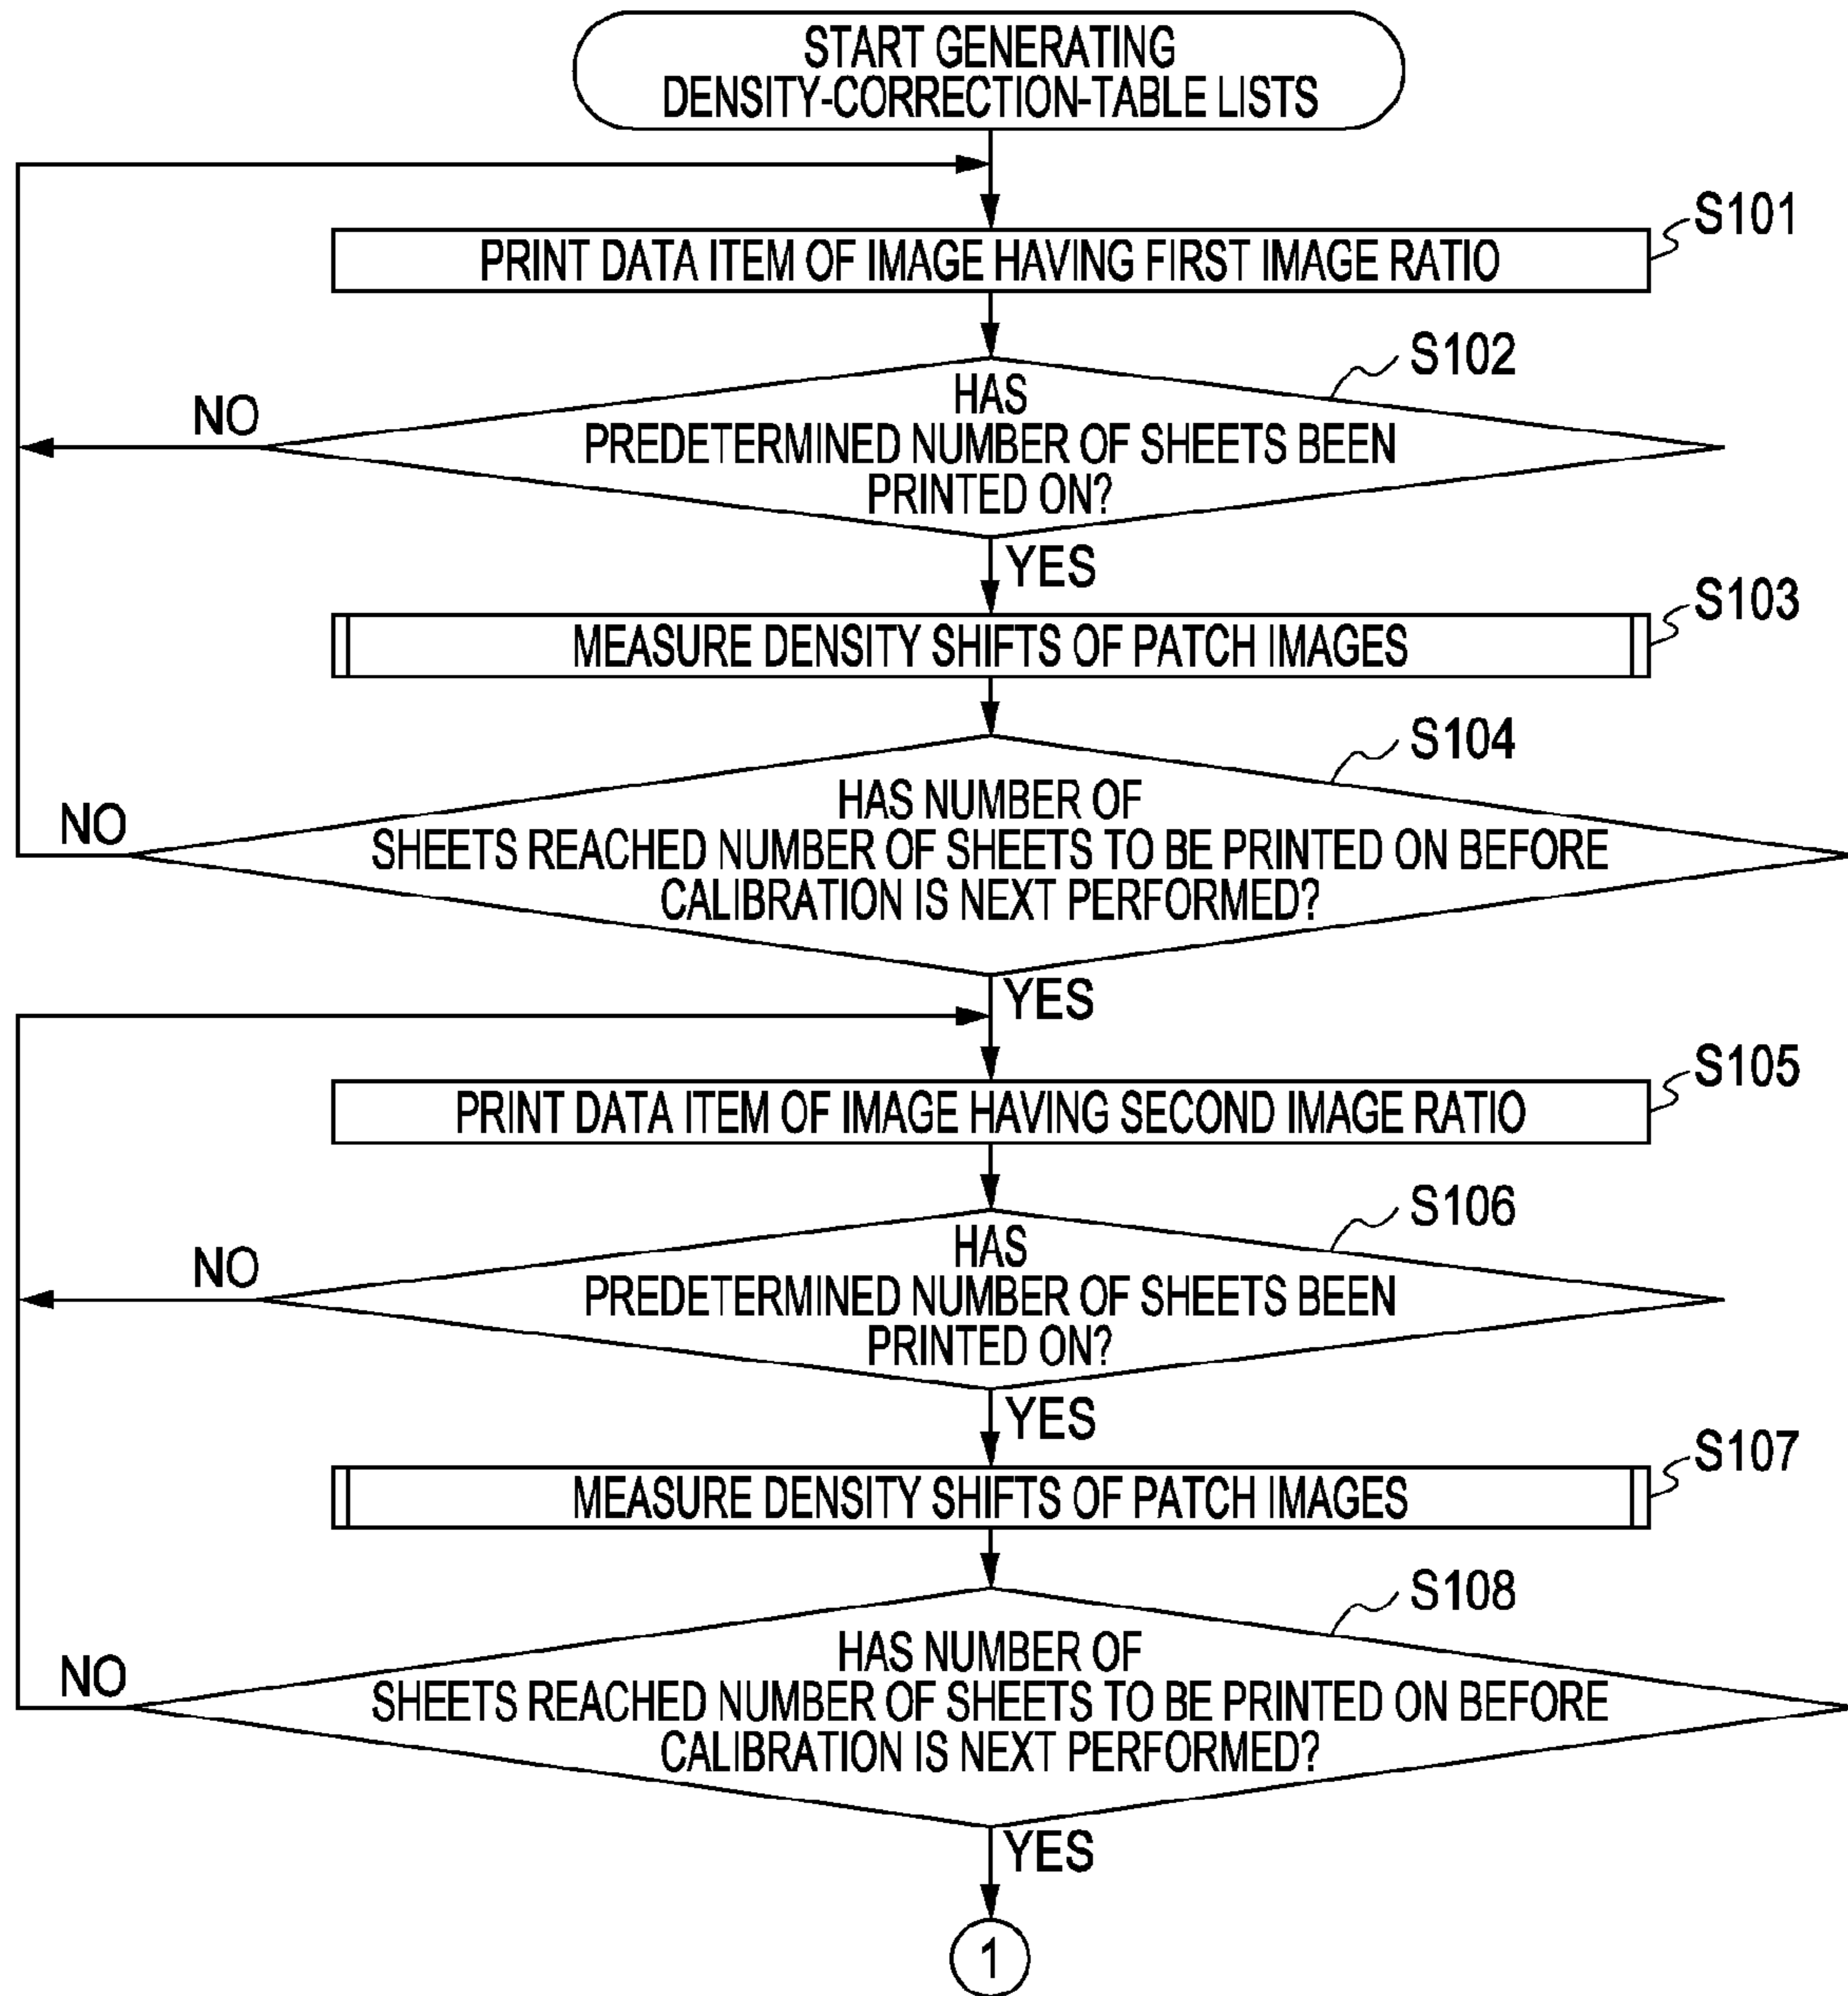 START GENERATING
DENSITY-CORRECTION-TABLE LISTS
S101
PRINT DATA ITEM OF IMAGE HAVING FIRST IMAGE RATIO
S102
HAS
PREDETERMINED NUMBER OF SHEETS BEEN
PRINTED ON?
NO
YES
S103
MEASURE DENSITY SHIFTS OF PATCH IMAGES
S104
HAS NUMBER OF
SHEETS REACHED NUMBER OF SHEETS TO BE PRINTED ON BEFORE
CALIBRATION IS NEXT PERFORMED?
NO
YES
S105
PRINT DATA ITEM OF IMAGE HAVING SECOND IMAGE RATIO
S106
HAS
PREDETERMINED NUMBER OF SHEETS BEEN
PRINTED ON?
NO
YES
S107
MEASURE DENSITY SHIFTS OF PATCH IMAGES
S108
HAS NUMBER OF
SHEETS REACHED NUMBER OF SHEETS TO BE PRINTED ON BEFORE
CALIBRATION IS NEXT PERFORMED?
NO
YES
1